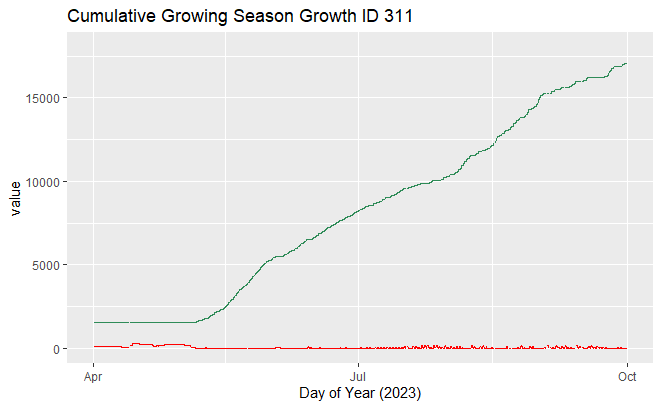 Cumulative Growing Season Growth ID 311
15000
10000
5000
0
value
Apr
Jul
Oct
Day of Year (2023)